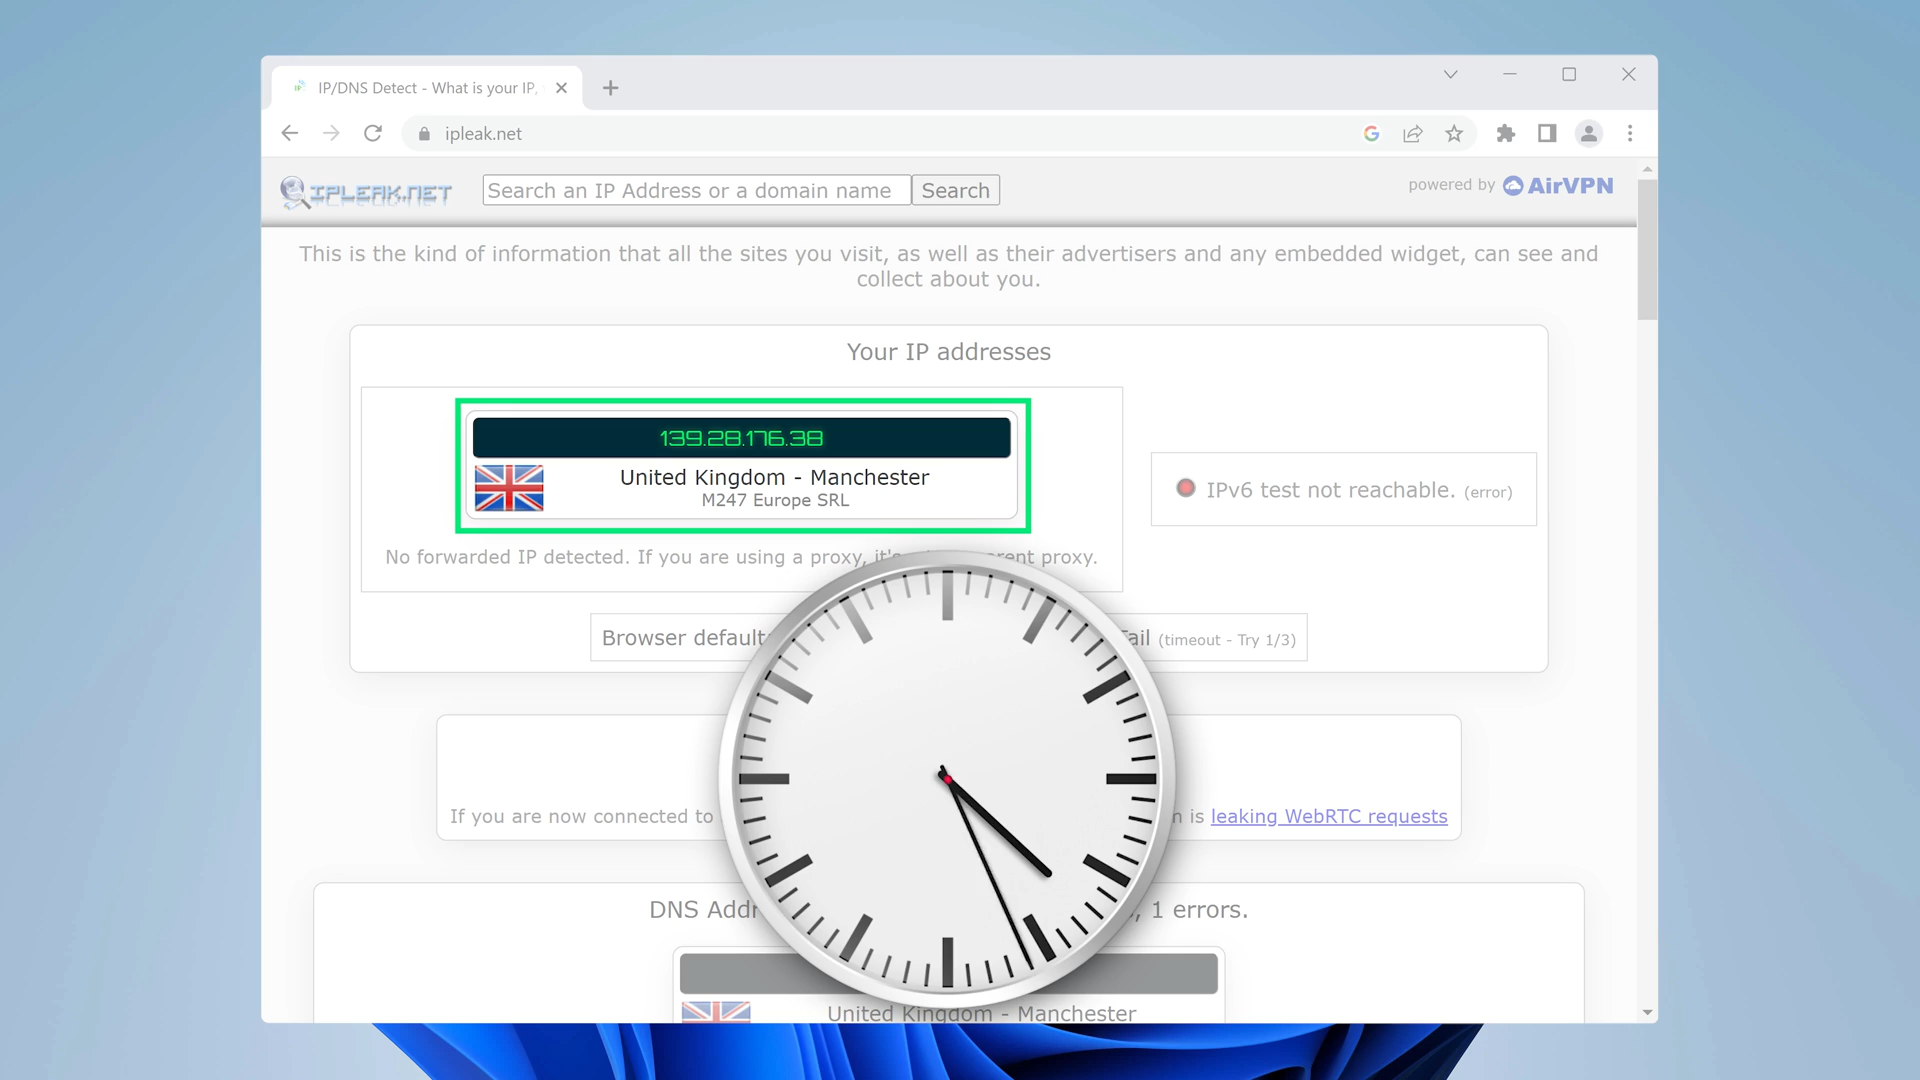 IP/DNS Detect - What is your IP,
ipleak.net
IPLEAK.NET
Search an IP Address or a domain name
Search
powered by AirVPN
This is the kind of information that all the sites you visit, as well as their advertisers and any embedded widget, can see and
collect about you.
Your IP addresses
139.28.176.38
United Kingdom - Manchester
M247 Europe SRL
IPv6 test not reachable. (error)
No forwarded IP detected. If you are using a proxy, it's parent proxy.
Browser default ail (timeout - Try 1/3)
If you are now connected to n is leaking WebRTC requests
DNS Addr , 1 errors.
United Kingdom - Manchester